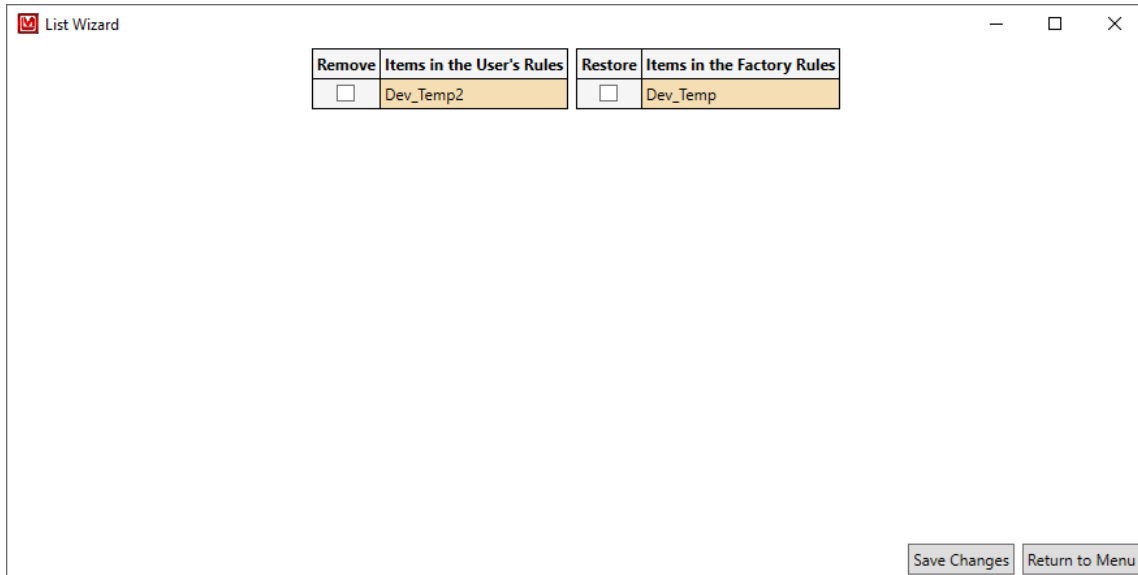 List Wizard
Remove Items in the User's Rules Restore Items in the Factory Rules
Dev_Temp2 Dev_Temp
Save Changes Return to Menu